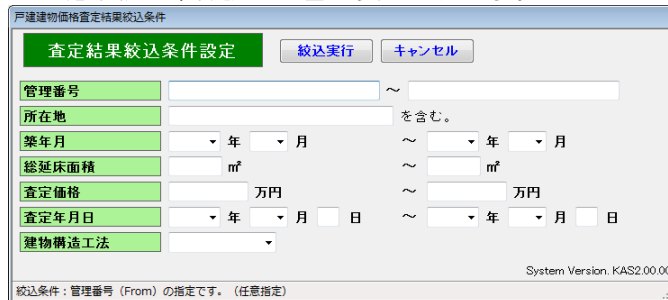 戸建建物価格査定結果絞込条件
査定結果絞込条件設定 絞込実行 キャンセル
管理番号 ～
所在地 を含む。
築年月 年 月 ～ 年 月
総延床面積 ㎡ ～ ㎡
査定価格 万円 ～ 万円
査定年月日 年 月 日 ～ 年 月 日
建物構造工法
System Version. KAS2.00.00
絞込条件：管理番号（From）の指定です。（任意指定）